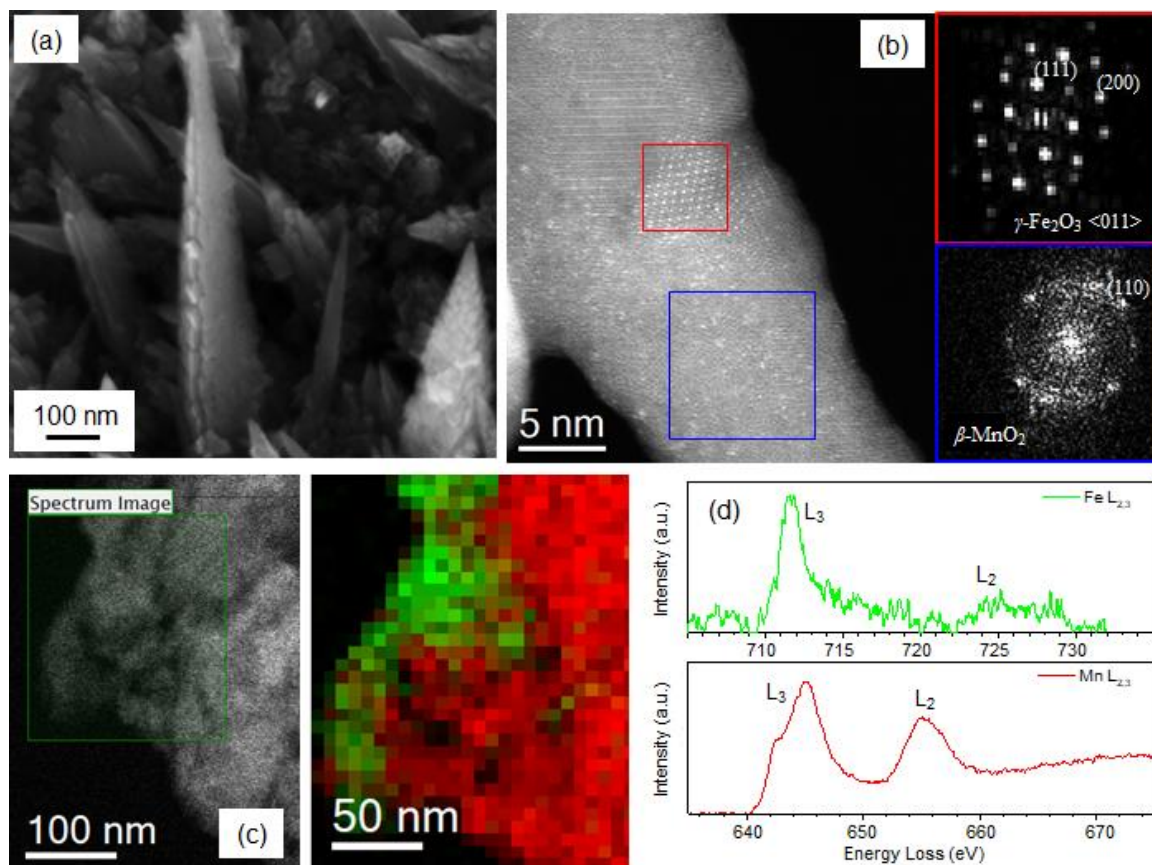 (a)
100 nm
(b)
5 nm
(111)
(200)
γ-Fe₂O₃ <011>
(110)
β-MnO₂
Spectrum Image
100 nm
(c)
50 nm
(d)
Fe L₂,₃
L₃
L₂
Intensity (a.u.)
710 715 720 725 730
Mn L₂,₃
L₃
L₂
Intensity (a.u.)
640 650 660 670
Energy Loss (eV)